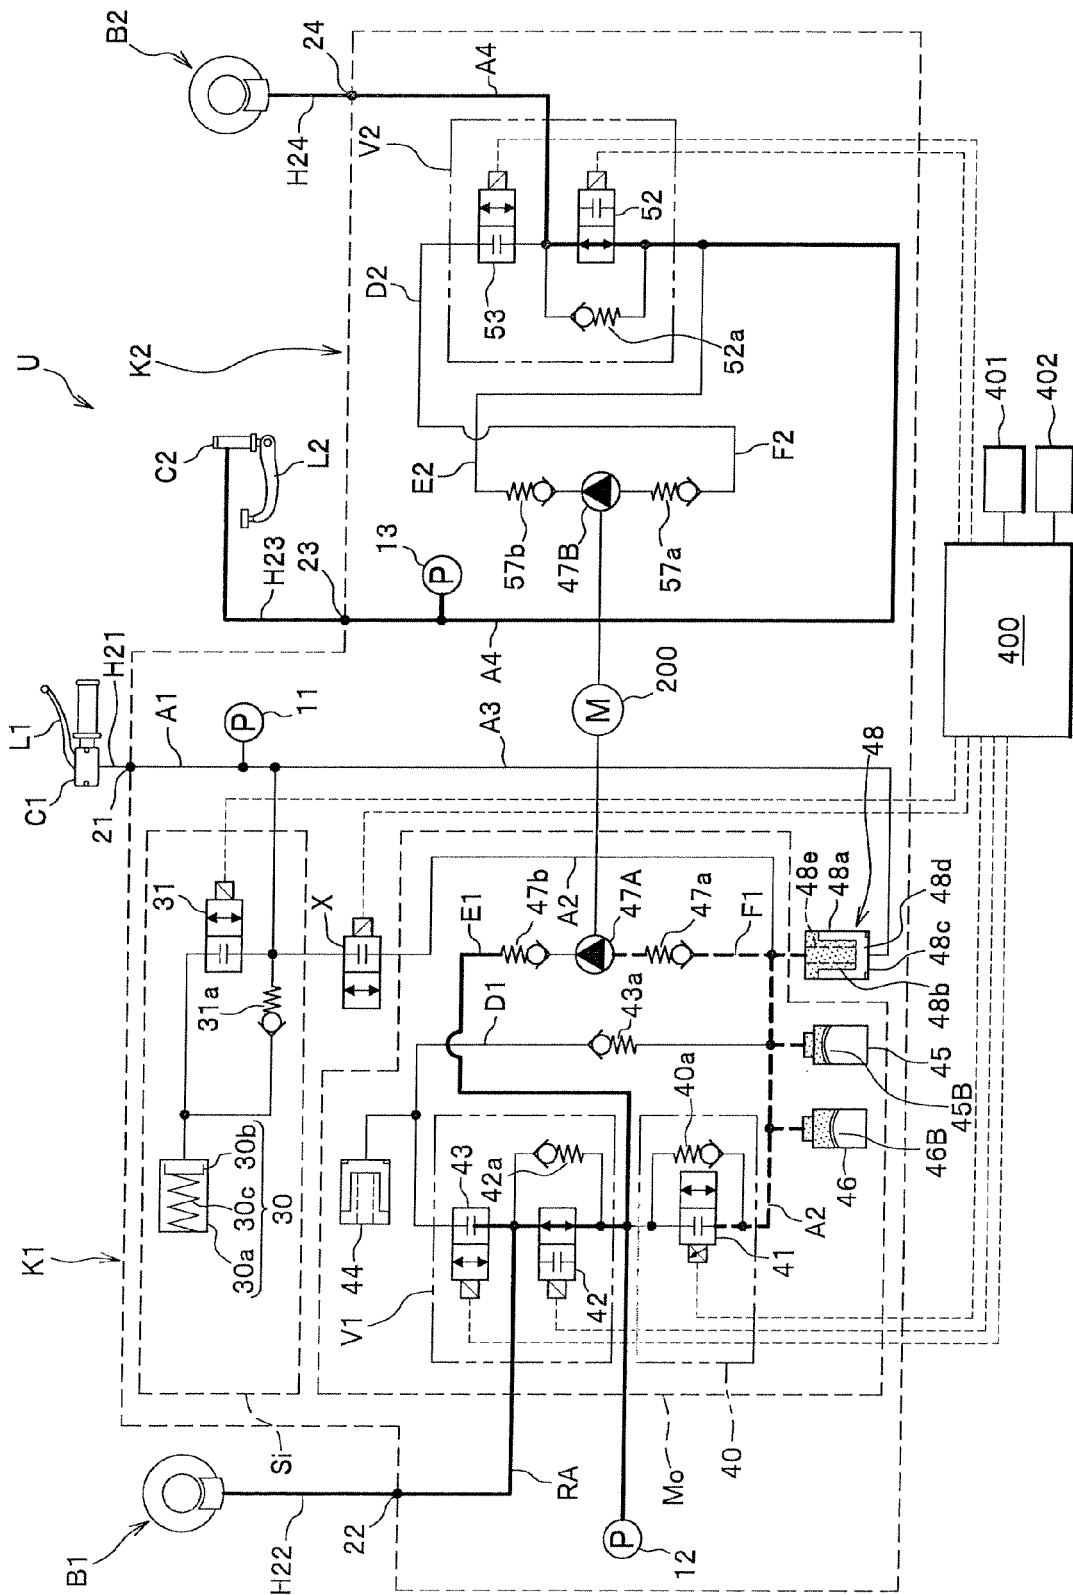 U
B1
B2
K1
K2
L1
C1
21
H21
A1
11
P
C2
L2
H23
23
13
P
A4
H24
24
A4
V2
D2
53
52
52a
E2
F2
57b
47B
57a
M
200
A3
31
31a
X
30a
30c
30b
30
Si
44
V1
43
42a
42
D1
E1
47b
A2
47A
47a
F1
43a
40a
41
A2
40
Mo
RA
H22
22
P
12
46
46B
45
45B
48
48a
48b
48c
48d
48e
400
401
402